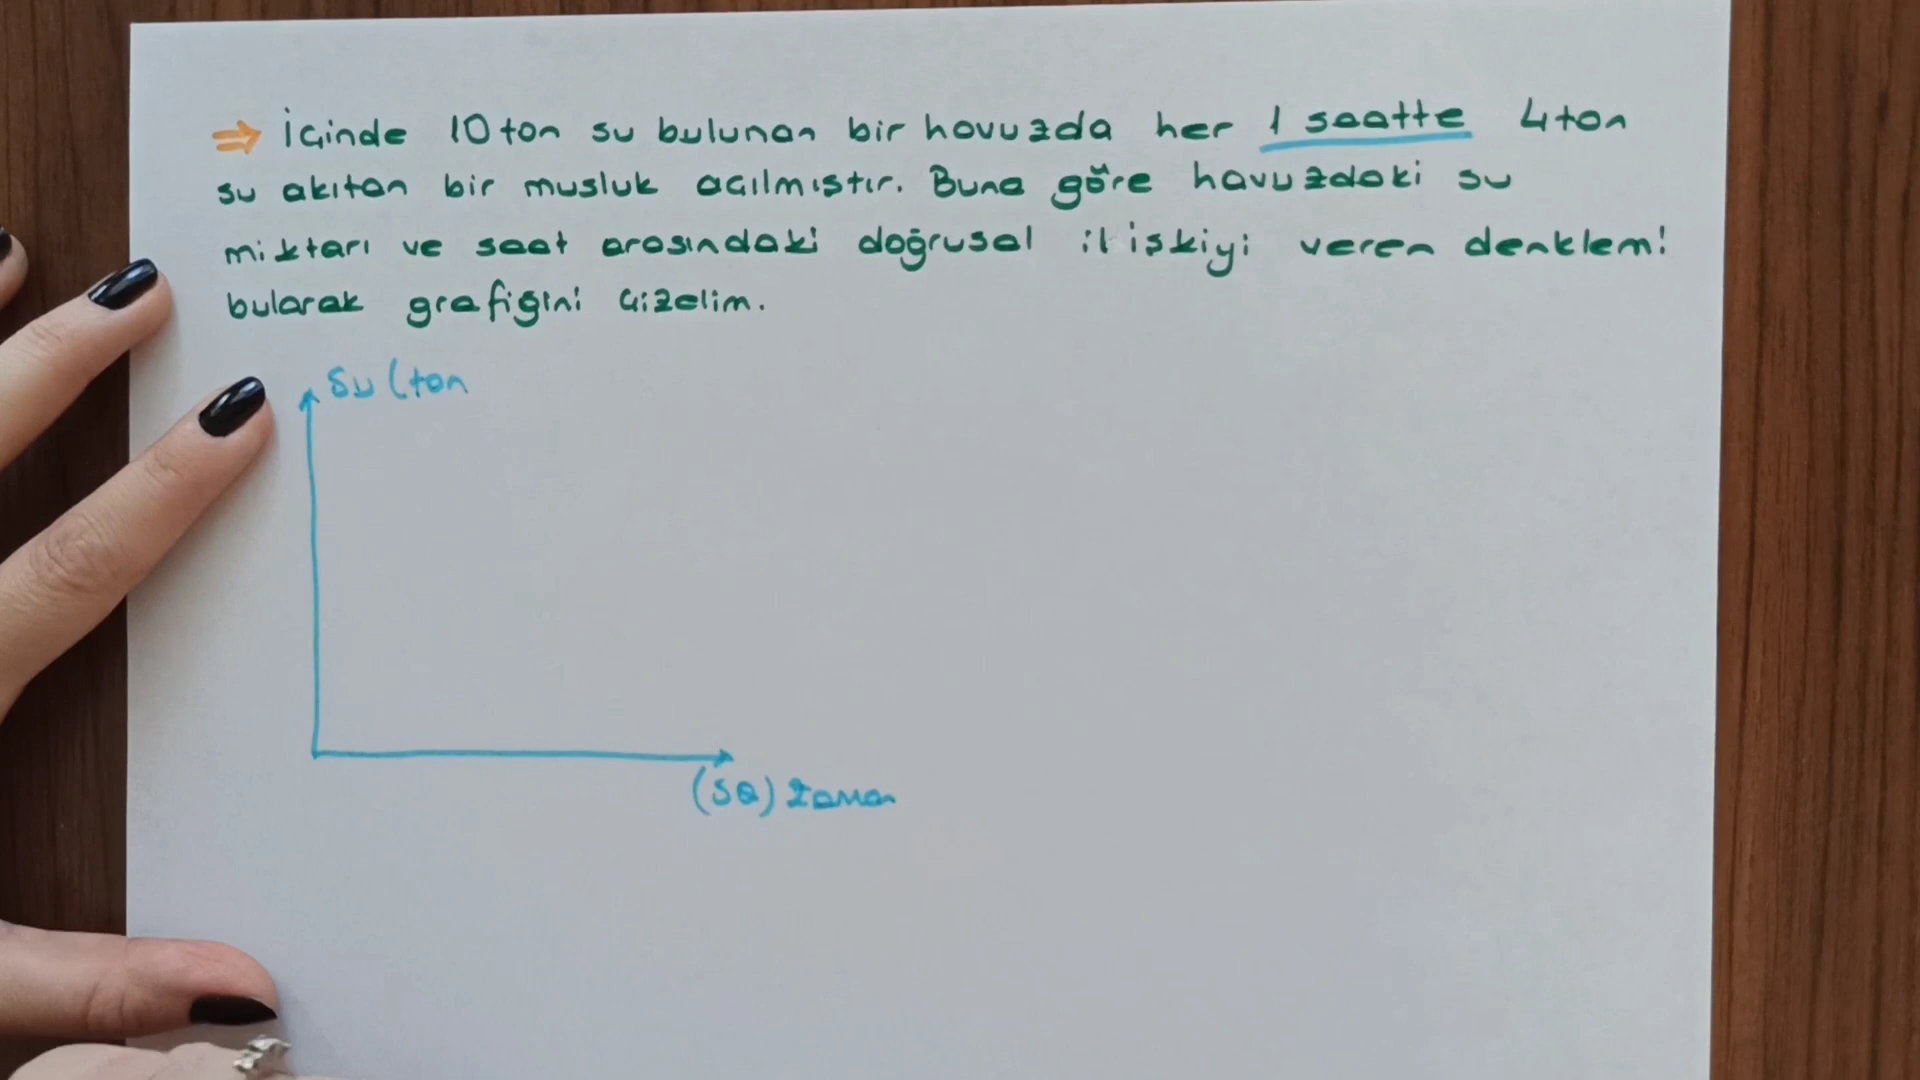 ⇒ İçinde 10 ton su bulunan bir havuzda her 1 saatte 4 ton
su akıtan bir musluk açılmıştır. Buna göre havuzdaki su
miktarı ve saat arasındaki doğrusal ilişkiyi veren denklemi
bularak grafiğini çizelim.
Su (ton
(sa) zaman